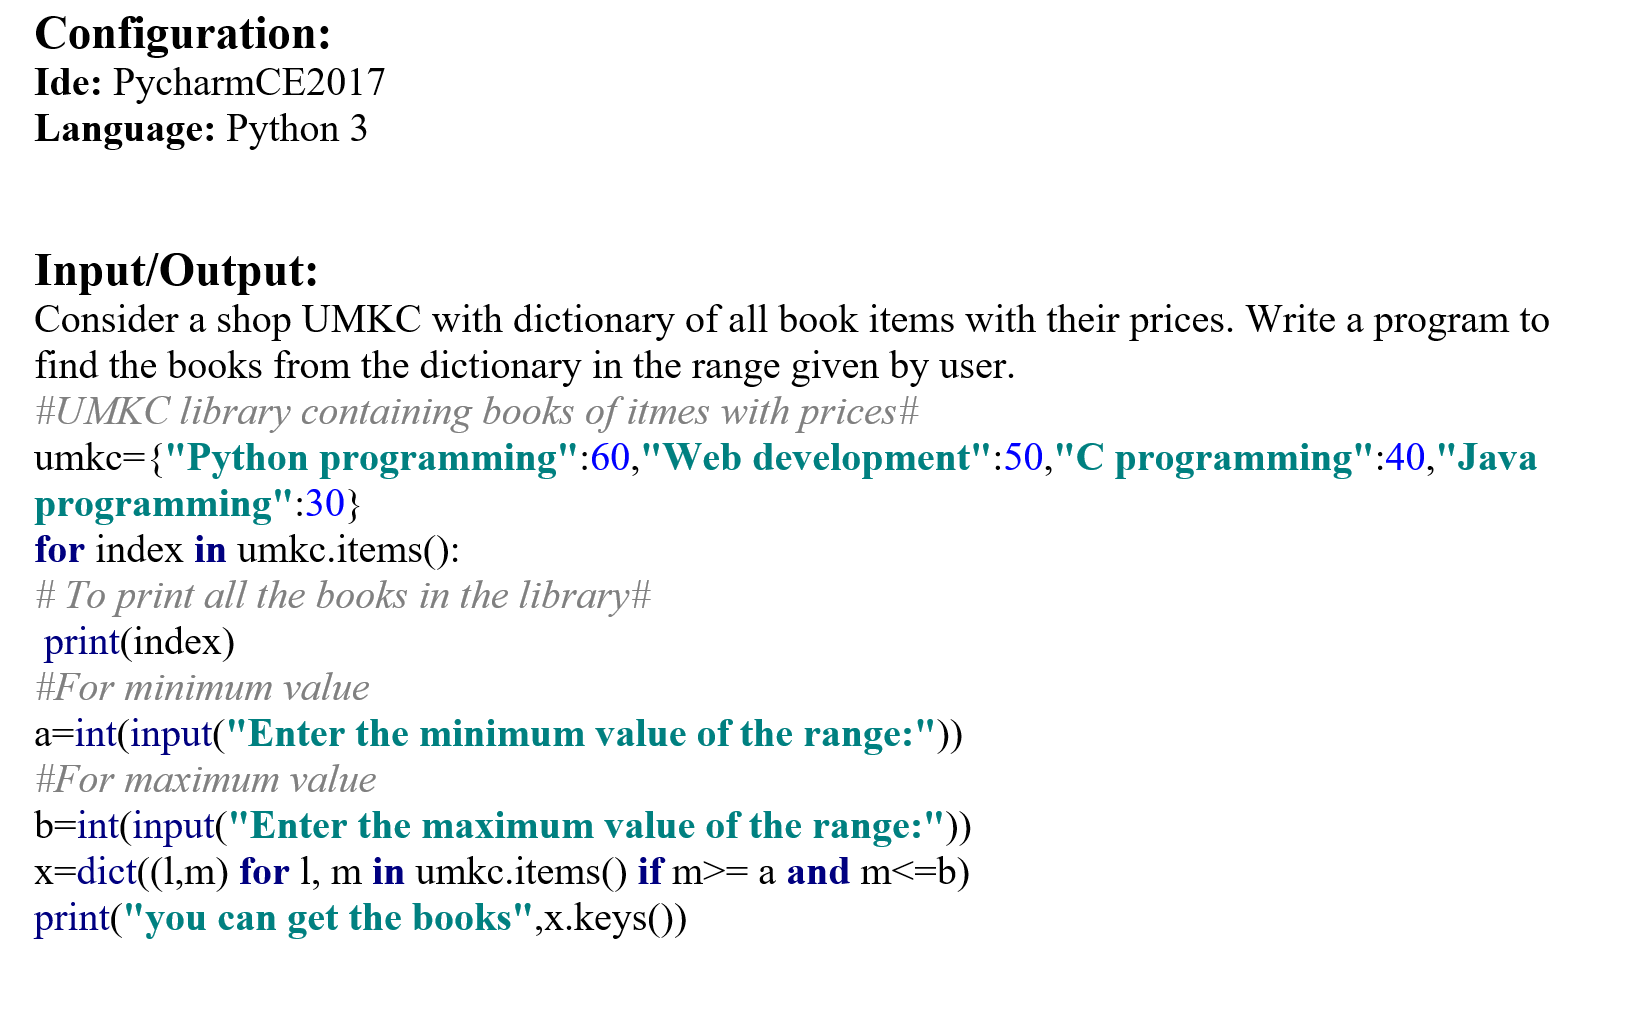 Configuration:
Ide: PycharmCE2017
Language: Python 3
Input/Output:
Consider a shop UMKC with dictionary of all book items with their prices. Write a program to
find the books from the dictionary in the range given by user.
#UMKC library containing books of itmes with prices#
umkc={"Python programming":60,"Web development":50,"C programming":40,"Java
programming":30}
for index in umkc.items():
# To print all the books in the library#
 print(index)
#For minimum value
a=int(input("Enter the minimum value of the range:"))
#For maximum value
b=int(input("Enter the maximum value of the range:"))
x=dict((l,m) for l, m in umkc.items() if m>= a and m<=b)
print("you can get the books",x.keys())